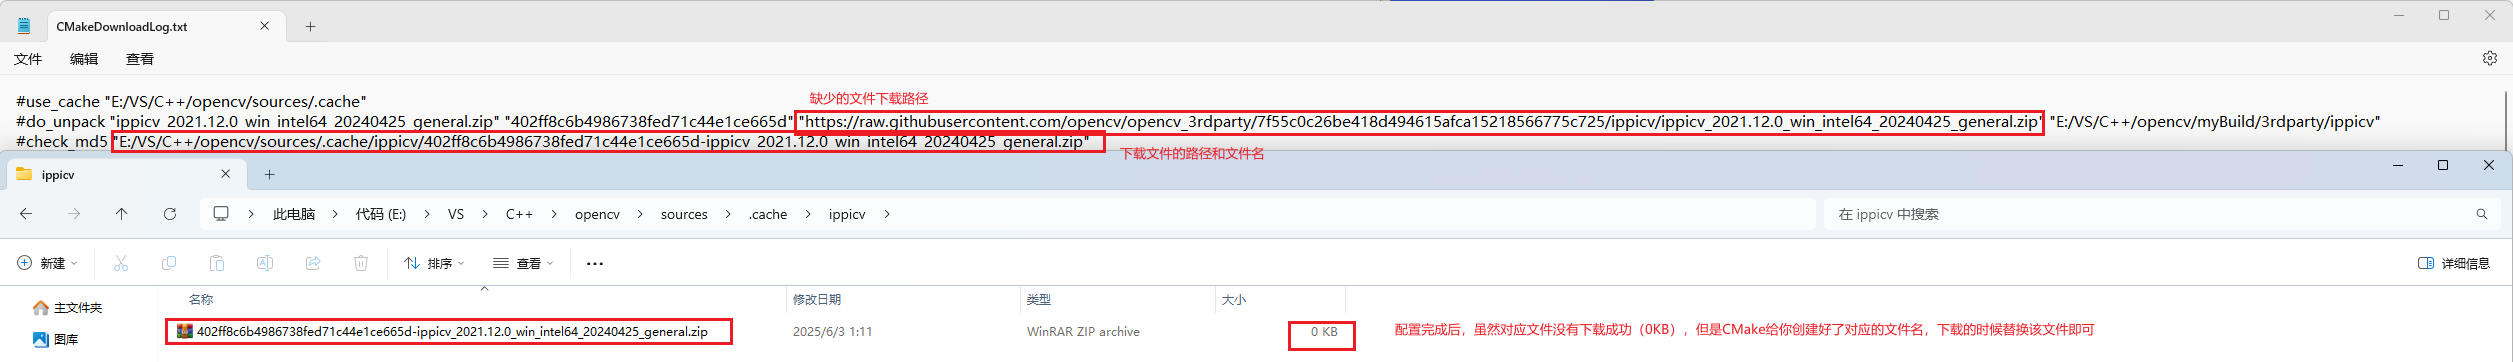 CMakeDownloadLog.txt
文件 编辑 查看
缺少的文件下载路径
#use_cache "E:/VS/C++/opencv/sources/.cache"
#do_unpack "ippicv_2021.12.0_win_intel64_20240425_general.zip" "402ff8c6b4986738fed71c44e1ce665d" "https://raw.githubusercontent.com/opencv/opencv_3rdparty/7f55c0c26be418d494615afca15218566775c725/ippicv/ippicv_2021.12.0_win_intel64_20240425_general.zip" "E:/VS/C++/opencv/myBuild/3rdparty/ippicv"
#check_md5 "E:/VS/C++/opencv/sources/.cache/ippicv/402ff8c6b4986738fed71c44e1ce665d-ippicv_2021.12.0_win_intel64_20240425_general.zip"
下载文件的路径和文件名
ippicv
此电脑 > 代码 (E:) > VS > C++ > opencv > sources > .cache > ippicv >
在 ippicv 中搜索
新建 排序 查看 ... 详细信息
主文件夹
图库
名称 修改日期 类型 大小
402ff8c6b4986738fed71c44e1ce665d-ippicv_2021.12.0_win_intel64_20240425_general.zip 2025/6/3 1:11 WinRAR ZIP archive 0 KB
配置完成后，虽然对应文件没有下载成功（0KB），但是CMake给你创建好了对应的文件名，下载的时候替换该文件即可